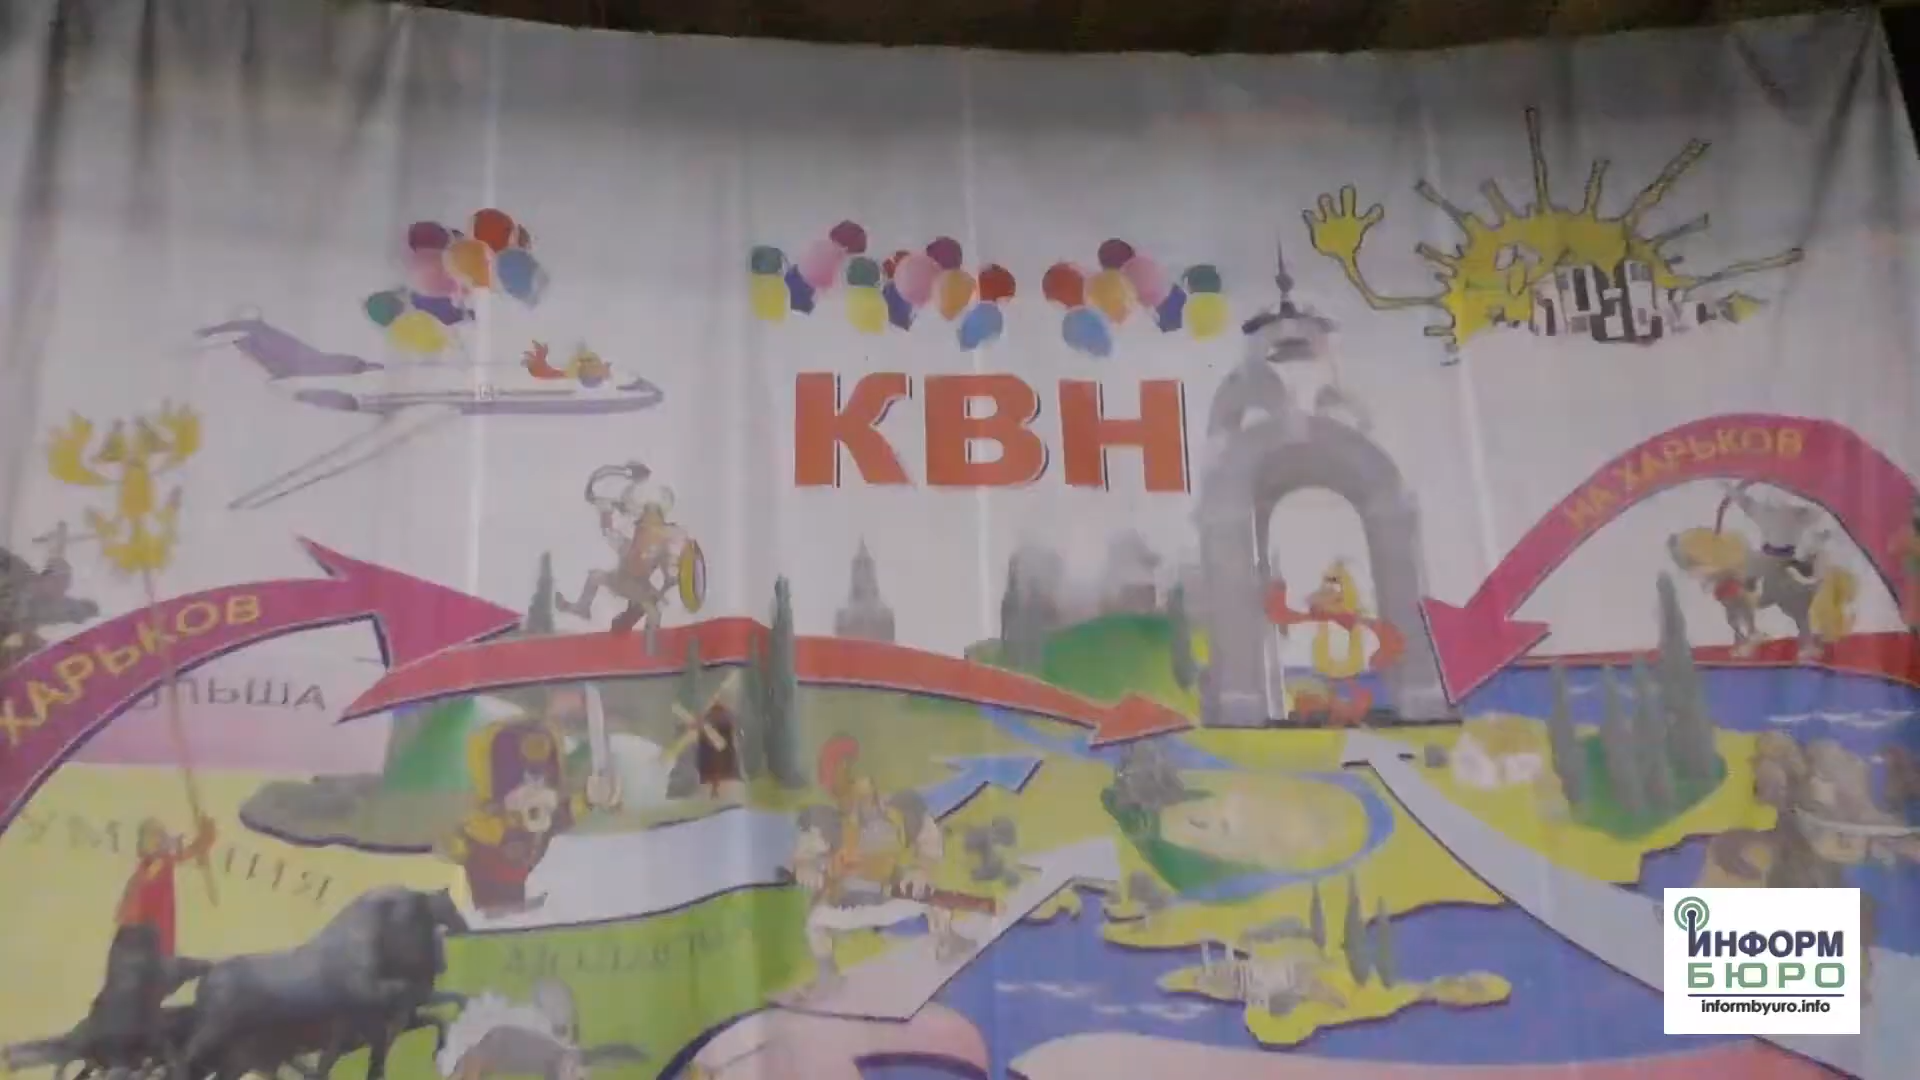 КВН
НА ХАРЬКОВ
ХАРЬКОВ
ИНФОРМ
БЮРО
informbyuro.info